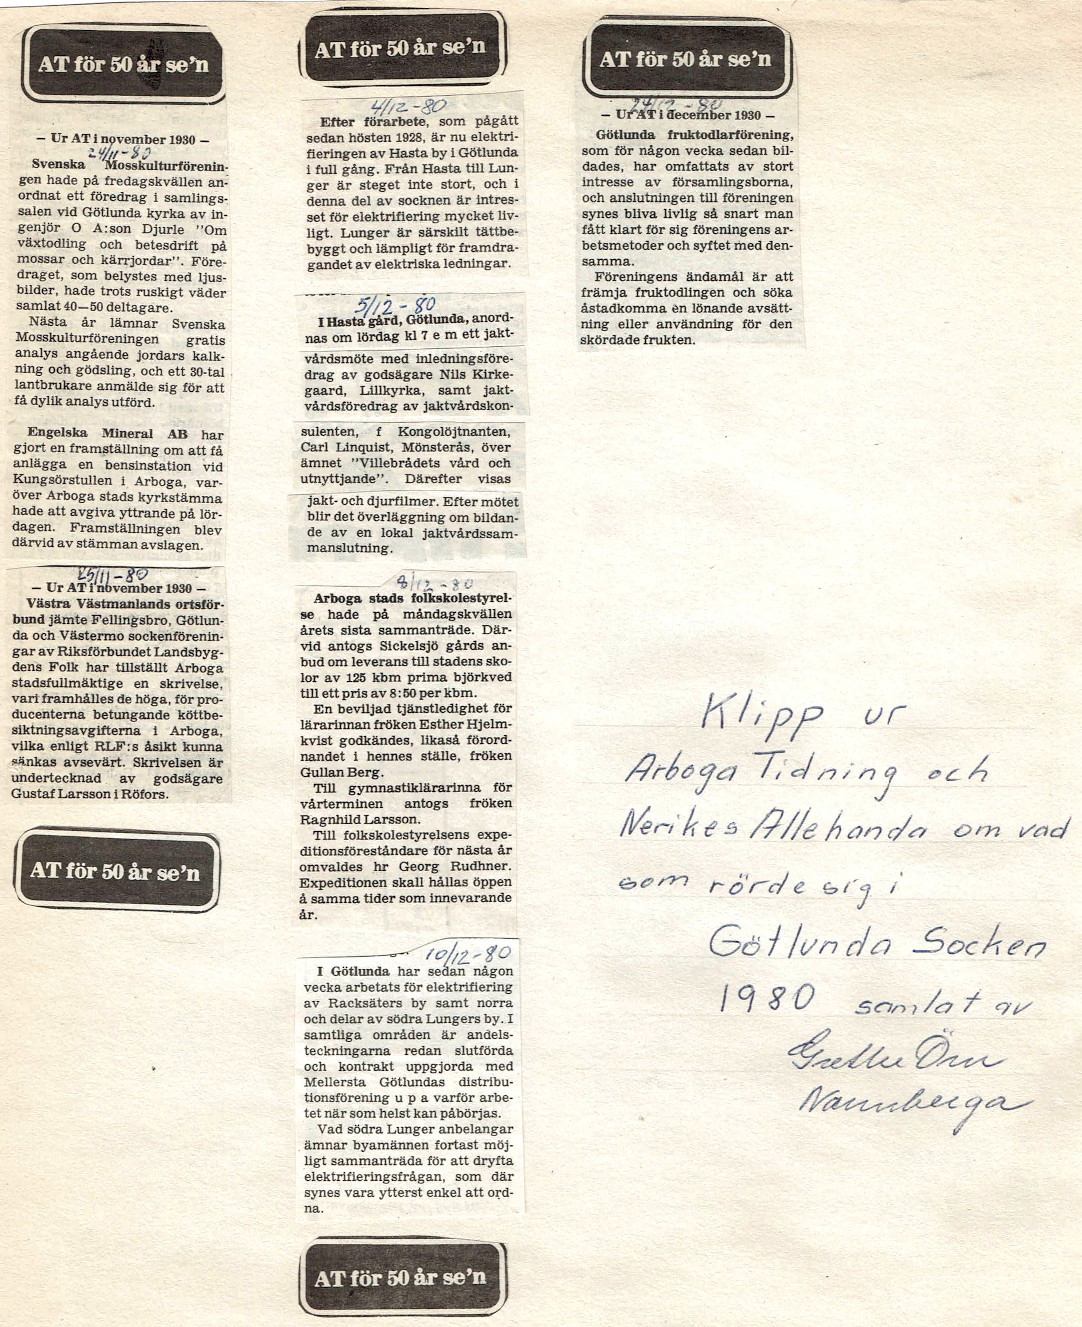 AT för 50 år se'n
— Ur AT i november 1930 —
24/11-80
Svenska Mosskulturförenin-
gen hade på fredagskvällen an-
ordnat ett föredrag i samlings-
salen vid Götlunda kyrka av in-
genjör O A:son Djurle "Om
växtodling och betesdrift på
mossar och kärrjordar". Före-
draget, som belystes med ljus-
bilder, hade trots ruskigt väder
samlat 40—50 deltagare.
Nästa år lämnar Svenska
Mosskulturföreningen gratis
analys angående jordars kalk-
ning och gödsling, och ett 30-tal
lantbrukare anmälde sig för att
få dylik analys utförd.
Engelska Mineral AB har
gjort en framställning om att få
anlägga en bensinstation vid
Kungsörstullen i Arboga, var-
över Arboga stads kyrkstämma
hade att avgiva yttrande på lör-
dagen. Framställningen blev
därvid av stämman avslagen.
25/11-80
— Ur AT i november 1930 —
Västra Västmanlands ortsför-
bund jämte Fellingsbro, Götlun-
da och Västermo sockenförenin-
gar av Riksförbundet Landsbyg-
dens Folk har tillställt Arboga
stadsfullmäktige en skrivelse,
vari framhålles de höga, för pro-
ducenterna betungande köttbe-
siktningsavgifterna i Arboga,
vilka enligt RLF:s åsikt kunna
sänkas avsevärt. Skrivelsen är
undertecknad av godsägare
Gustaf Larsson i Röfors.
AT för 50 år se'n
AT för 50 år se'n
4/12-80
Efter förarbete, som pågått
sedan hösten 1928, är nu elektri-
fieringen av Hasta by i Götlunda
i full gång. Från Hasta till Lun-
ger är steget inte stort, och i
denna del av socknen är intres-
set för elektrifiering mycket liv-
ligt. Lunger är särskilt tättbe-
byggt och lämpligt för framdra-
gandet av elektriska ledningar.
5/12-80
I Hasta gård, Götlunda, anord-
nas om lördag kl 7 e m ett jakt-
vårdsmöte med inledningsföre-
drag av godsägare Nils Kirke-
gaard, Lillkyrka, samt jakt-
vårdsföredrag av jaktvårdskon-
sulenten, f Kongolöjtnanten,
Carl Linquist, Mönsterås, över
ämnet "Villebrådets vård och
utnyttjande". Därefter visas
jakt- och djurfilmer. Efter mötet
blir det överläggning om bildan-
de av en lokal jaktvårdssam-
manslutning.
8/12-80
Arboga stads folkskolestyrel-
se hade på måndagskvällen
årets sista sammanträde. Där-
vid antogs Sickelsjö gårds an-
bud om leverans till stadens sko-
lor av 125 kbm prima björkved
till ett pris av 8:50 per kbm.
En beviljad tjänstledighet för
lärarinnan fröken Esther Hjelm-
kvist godkändes, likaså förord-
nandet i hennes ställe, fröken
Gullan Berg.
Till gymnastiklärarinna för
vårterminen antogs fröken
Ragnhild Larsson.
Till folkskolestyrelsens expe-
ditionsföreståndare för nästa år
omvaldes hr Georg Rudhner.
Expeditionen skall hållas öppen
å samma tider som innevarande
år.
10/12-80
I Götlunda har sedan någon
vecka arbetats för elektrifiering
av Racksäters by samt norra
och delar av södra Lungers by. I
samtliga områden är andels-
teckningarna redan slutförda
och kontrakt uppgjorda med
Mellersta Götlundas distribu-
tionsförening u p a varför arbe-
tet när som helst kan påbörjas.
Vad södra Lunger anbelangar
ämnar byamännen fortast möj-
ligt sammanträda för att dryfta
elektrifieringsfrågan, som där
synes vara ytterst enkel att ord-
na.
AT för 50 år se'n
AT för 50 år se'n
24/12-80
— Ur AT i december 1930 —
Götlunda fruktodlarförening,
som för någon vecka sedan bil-
dades, har omfattats av stort
intresse av församlingsborna,
och anslutningen till föreningen
synes bliva livlig så snart man
fått klart för sig föreningens ar-
betsmetoder och syftet med den-
samma.
Föreningens ändamål är att
främja fruktodlingen och söka
åstadkomma en lönande avsätt-
ning eller användning för den
skördade frukten.
Klipp ur
Arboga Tidning och
Nerikes Allehanda om vad
som rörde sig i
Götlunda Socken
1980 samlat av
Grethe Örn
Nannberga